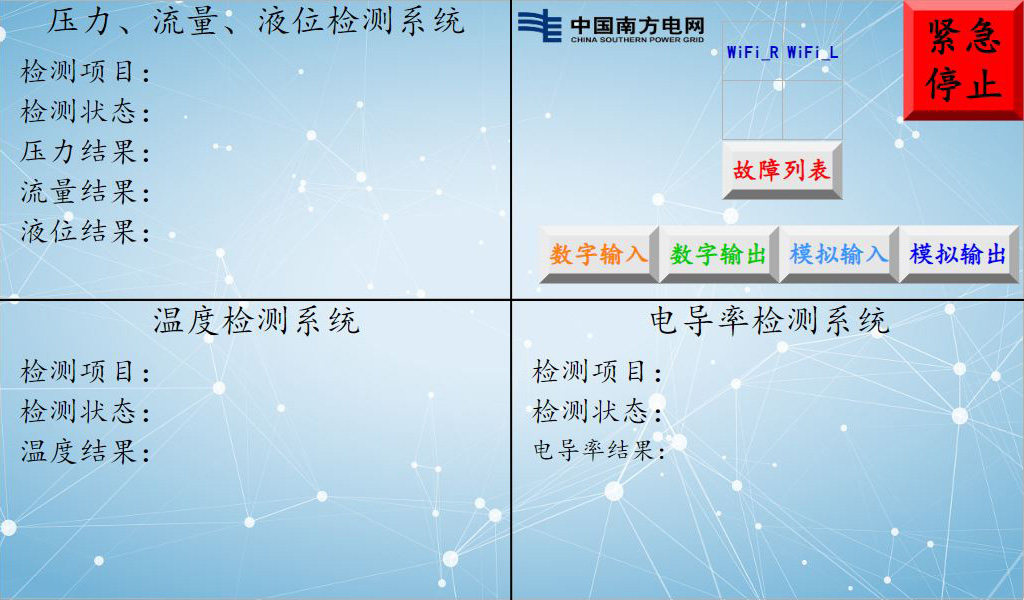 压力、流量、液位检测系统
检测项目：
检测状态：
压力结果：
流量结果：
液位结果：
中国南方电网
CHINA SOUTHERN POWER GRID
WiFi_R WiFi_L
紧急
停止
故障列表
数字输入 数字输出 模拟输入 模拟输出
温度检测系统
检测项目：
检测状态：
温度结果：
电导率检测系统
检测项目：
检测状态：
电导率结果：